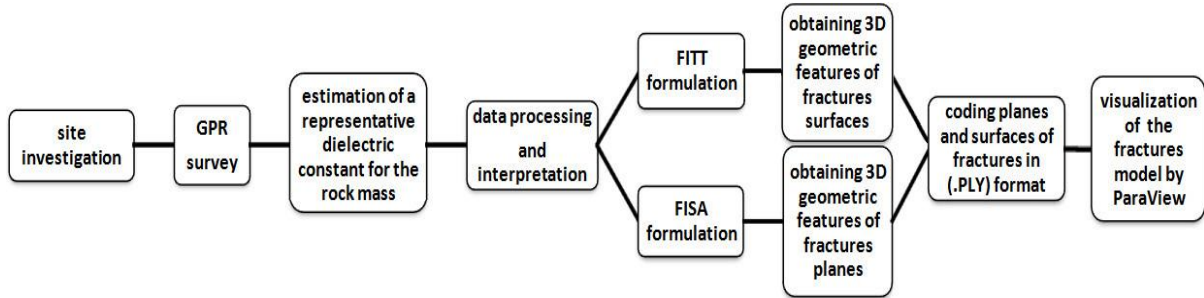 site
investigation
GPR
survey
estimation of a
representative
dielectric
constant for the
rock mass
data processing
and
interpretation
FITT
formulation
obtaining 3D
geometric
features of
fractures
surfaces
FISA
formulation
obtaining 3D
geometric
features of
fractures
planes
coding planes
and surfaces of
fractures in
(.PLY) format
visualization
of the
fractures
model by
ParaView